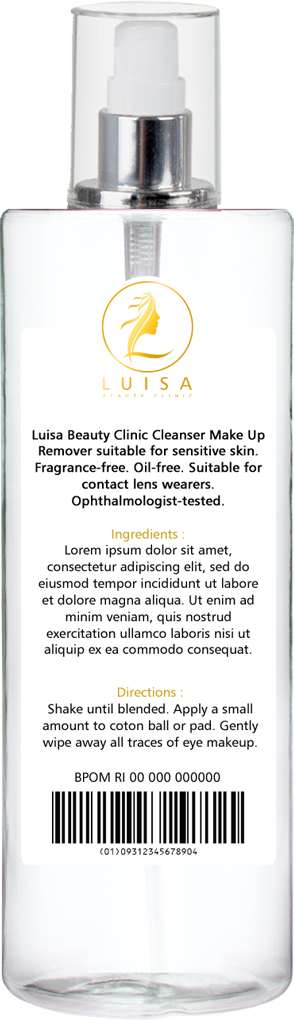 LUISA
BEAUTY CLINIC
Luisa Beauty Clinic Cleanser Make Up
Remover suitable for sensitive skin.
Fragrance-free. Oil-free. Suitable for
contact lens wearers.
Ophthalmologist-tested.
Ingredients :
Lorem ipsum dolor sit amet,
consectetur adipiscing elit, sed do
eiusmod tempor incididunt ut labore
et dolore magna aliqua. Ut enim ad
minim veniam, quis nostrud
exercitation ullamco laboris nisi ut
aliquip ex ea commodo consequat.
Directions :
Shake until blended. Apply a small
amount to coton ball or pad. Gently
wipe away all traces of eye makeup.
BPOM RI 00 000 000000
(01)09312345678904